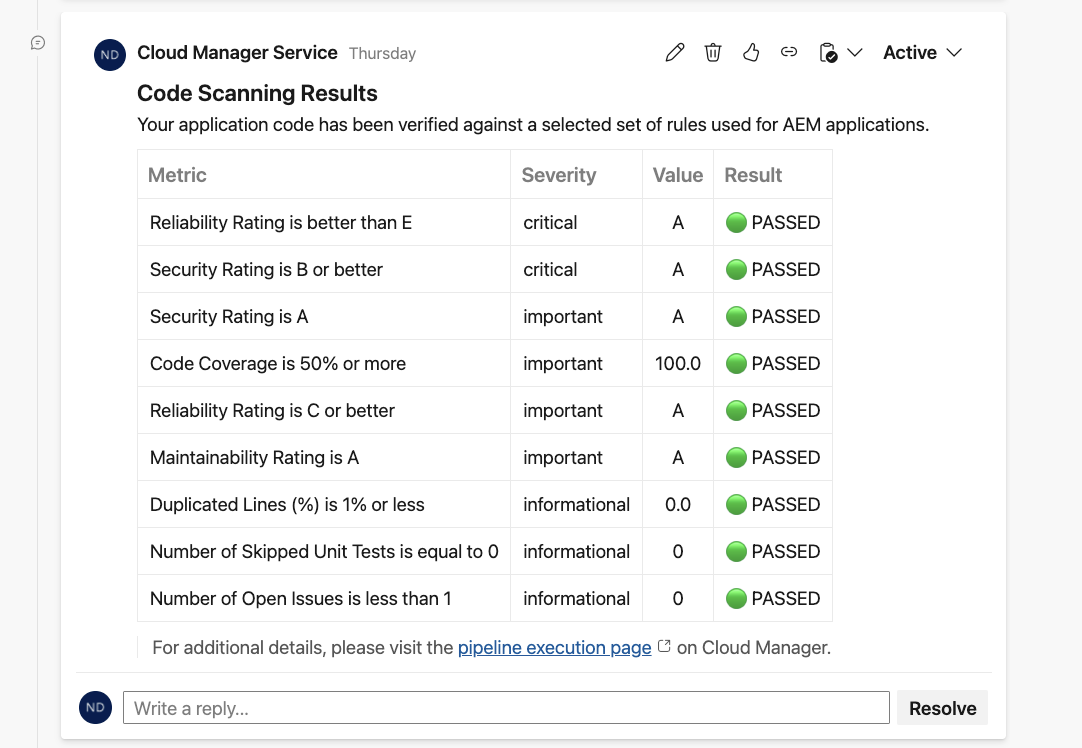 ND Cloud Manager Service Thursday Active
Code Scanning Results
Your application code has been verified against a selected set of rules used for AEM applications.
Metric Severity Value Result
Reliability Rating is better than E critical A PASSED
Security Rating is B or better critical A PASSED
Security Rating is A important A PASSED
Code Coverage is 50% or more important 100.0 PASSED
Reliability Rating is C or better important A PASSED
Maintainability Rating is A important A PASSED
Duplicated Lines (%) is 1% or less informational 0.0 PASSED
Number of Skipped Unit Tests is equal to 0 informational 0 PASSED
Number of Open Issues is less than 1 informational 0 PASSED
For additional details, please visit the pipeline execution page on Cloud Manager.
ND Write a reply... Resolve